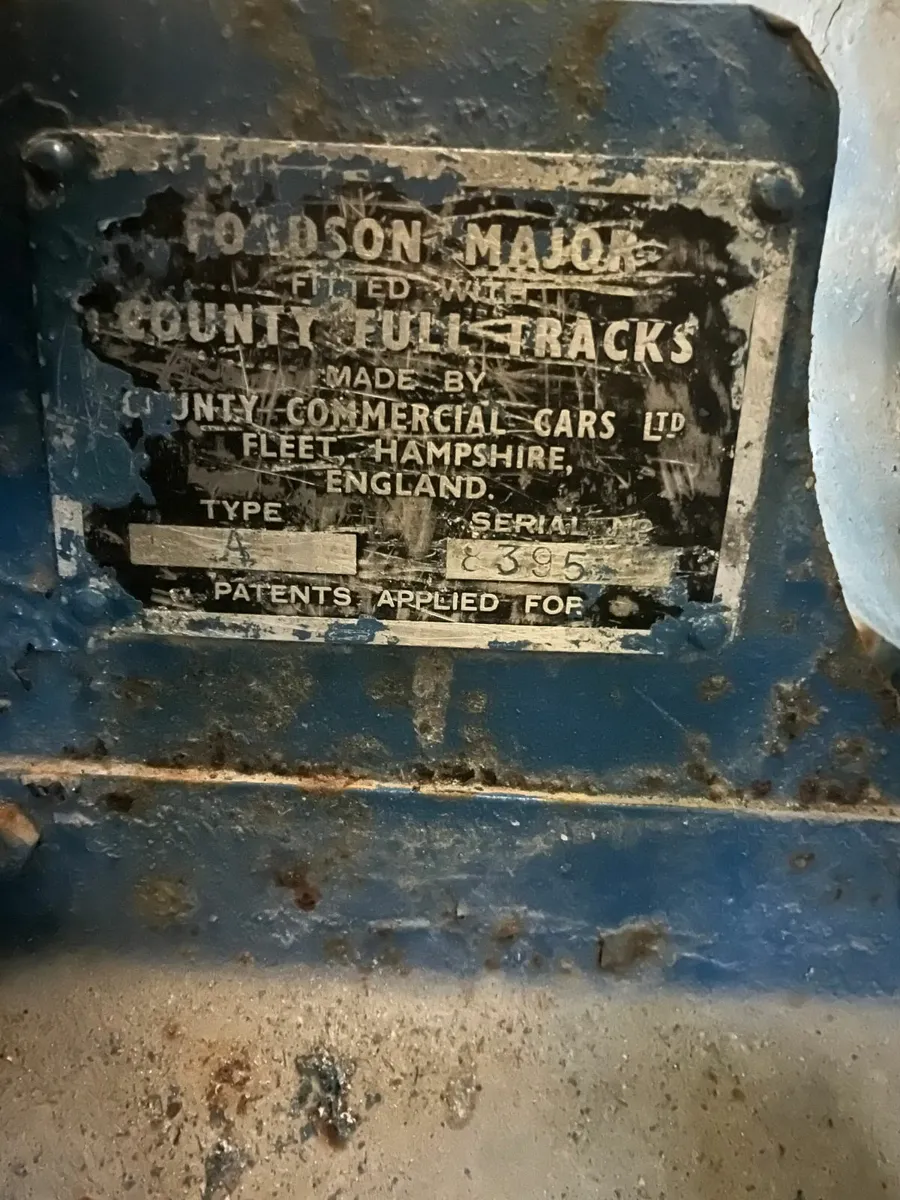 FORDSON MAJOR
FITTED WITH
COUNTY FULL TRACKS
MADE BY
COUNTY COMMERCIAL CARS LTD
FLEET, HAMPSHIRE,
ENGLAND.
TYPE SERIAL No
A 8395
PATENTS APPLIED FOR